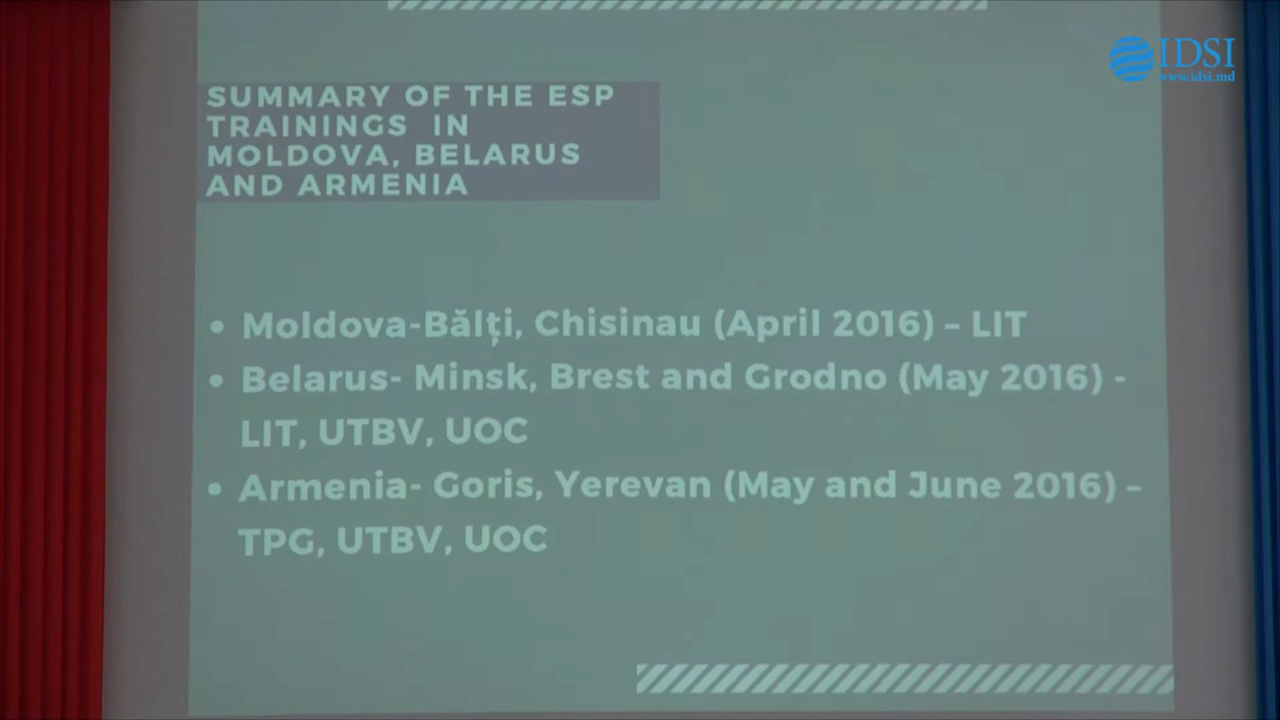 IDSI
www.idsi.md
SUMMARY OF THE ESP
TRAININGS IN
MOLDOVA, BELARUS
AND ARMENIA
• Moldova-Bălți, Chisinau (April 2016) – LIT
• Belarus- Minsk, Brest and Grodno (May 2016) -
LIT, UTBV, UOC
• Armenia- Goris, Yerevan (May and June 2016) –
TPG, UTBV, UOC